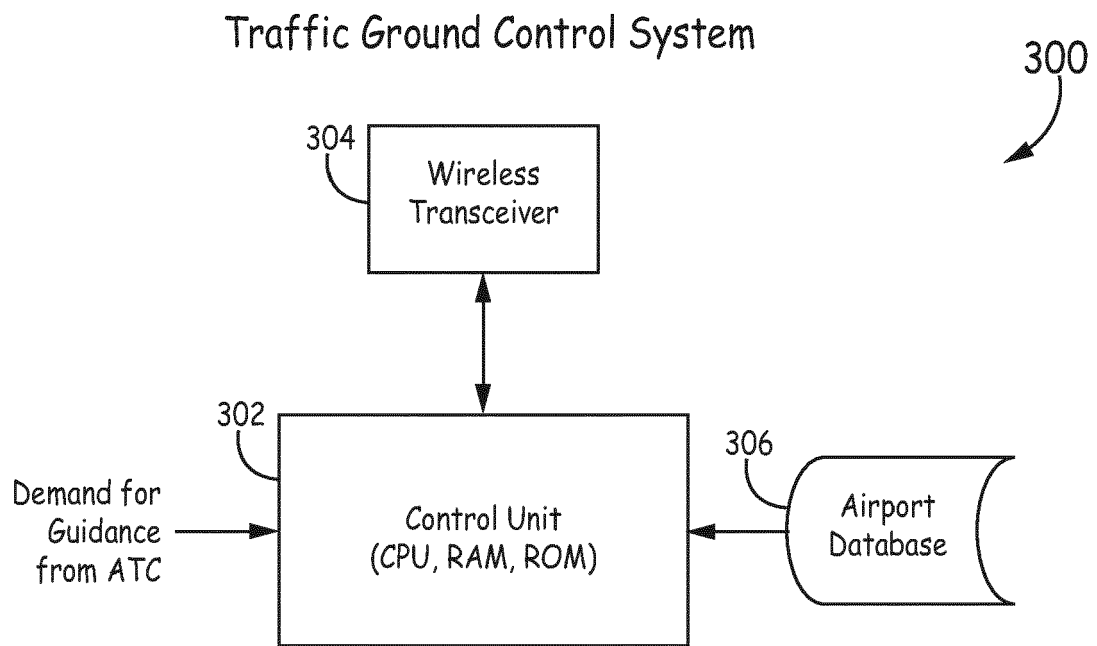 Traffic Ground Control System
300
304
Wireless
Transceiver
302
306
Demand for
Guidance
from ATC
Control Unit
(CPU, RAM, ROM)
Airport
Database